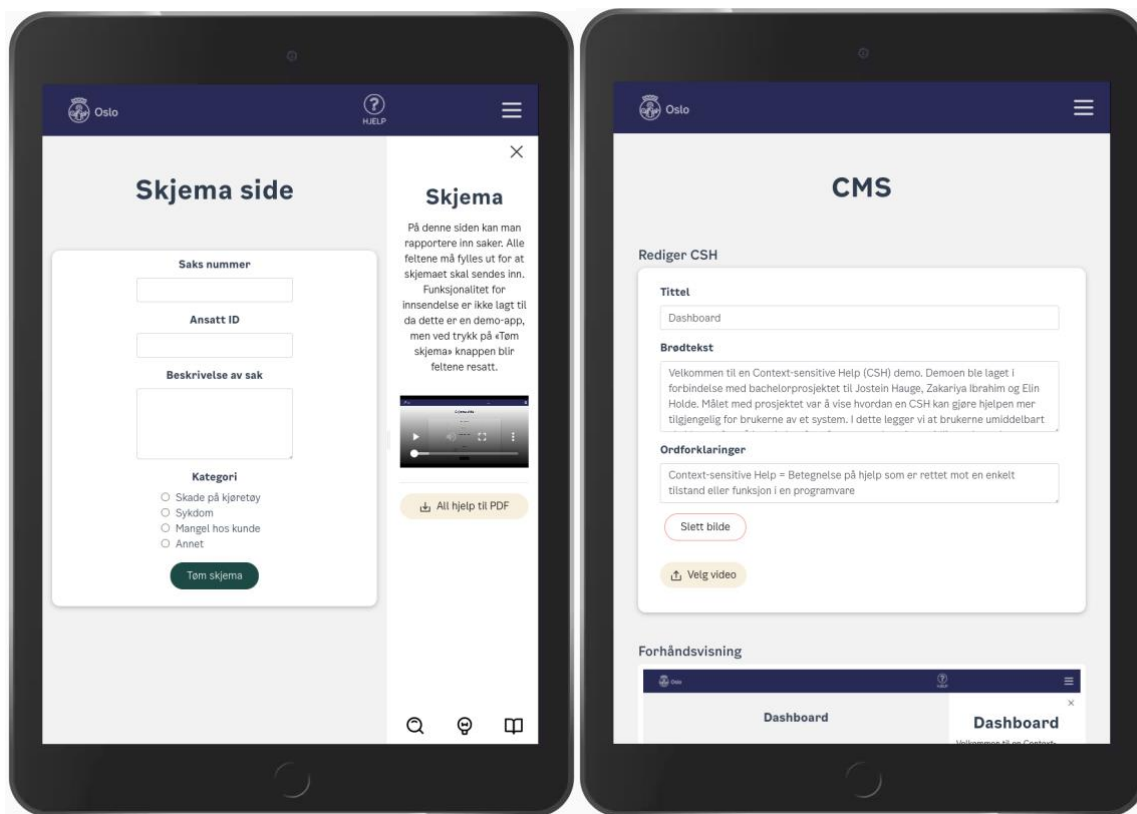 Oslo
HJELP
Skjema side
Saks nummer
Ansatt ID
Beskrivelse av sak
Kategori
Skade på kjøretøy
Sykdom
Mangel hos kunde
Annet
Tøm skjema
Skjema
På denne siden kan man
rapportere inn saker. Alle
feltene må fylles ut for at
skjemaet skal sendes inn.
Funksjonalitet for
innsendelse er ikke lagt til
da dette er en demo-app,
men ved trykk på «Tøm
skjema» knappen blir
feltene resatt.
All hjelp til PDF
Oslo
CMS
Rediger CSH
Tittel
Dashboard
Brødtekst
Velkommen til en Context-sensitive Help (CSH) demo. Demoen ble laget i
forbindelse med bachelorprosjektet til Jostein Hauge, Zakariya Ibrahim og Elin
Holde. Målet med prosjektet var å vise hvordan en CSH kan gjøre hjelpen mer
tilgjengelig for brukerne av et system. I dette legger vi at brukerne umiddelbart
Ordforklaringer
Context-sensitive Help = Betegnelse på hjelp som er rettet mot en enkelt
tilstand eller funksjon i en programvare
Slett bilde
Velg video
Forhåndsvisning
Oslo
HJELP
Dashboard
Dashboard
Velkommen til en Context-